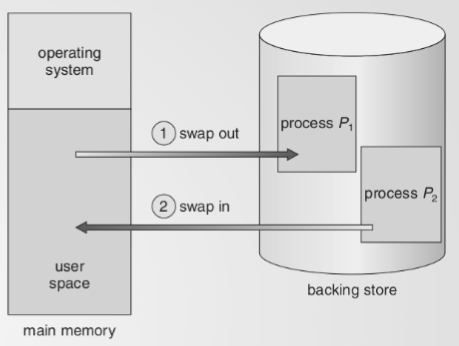 operating
system
1 swap out
process P1
process P2
2 swap in
user
space
backing store
main memory